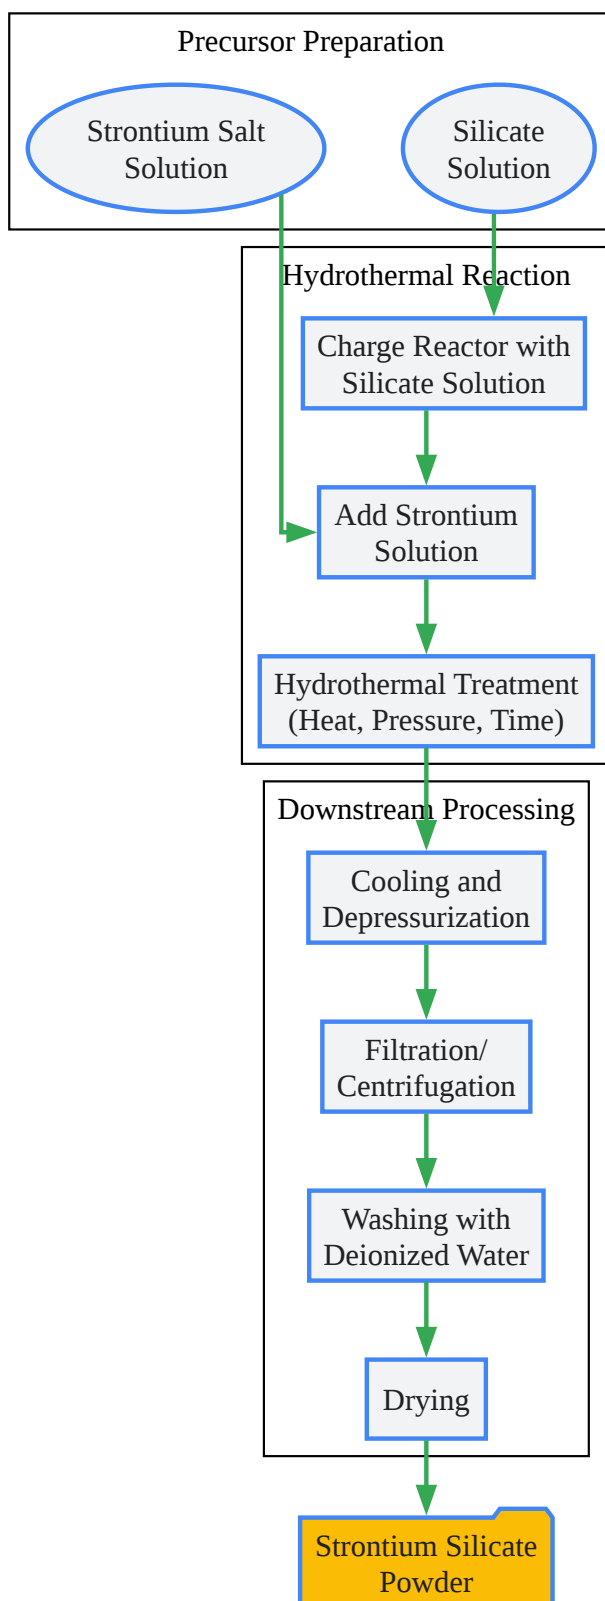 Precursor Preparation
Strontium Salt
Solution
Silicate
Solution
Hydrothermal Reaction
Charge Reactor with
Silicate Solution
Add Strontium
Solution
Hydrothermal Treatment
(Heat, Pressure, Time)
Downstream Processing
Cooling and
Depressurization
Filtration/
Centrifugation
Washing with
Deionized Water
Drying
Strontium Silicate
Powder